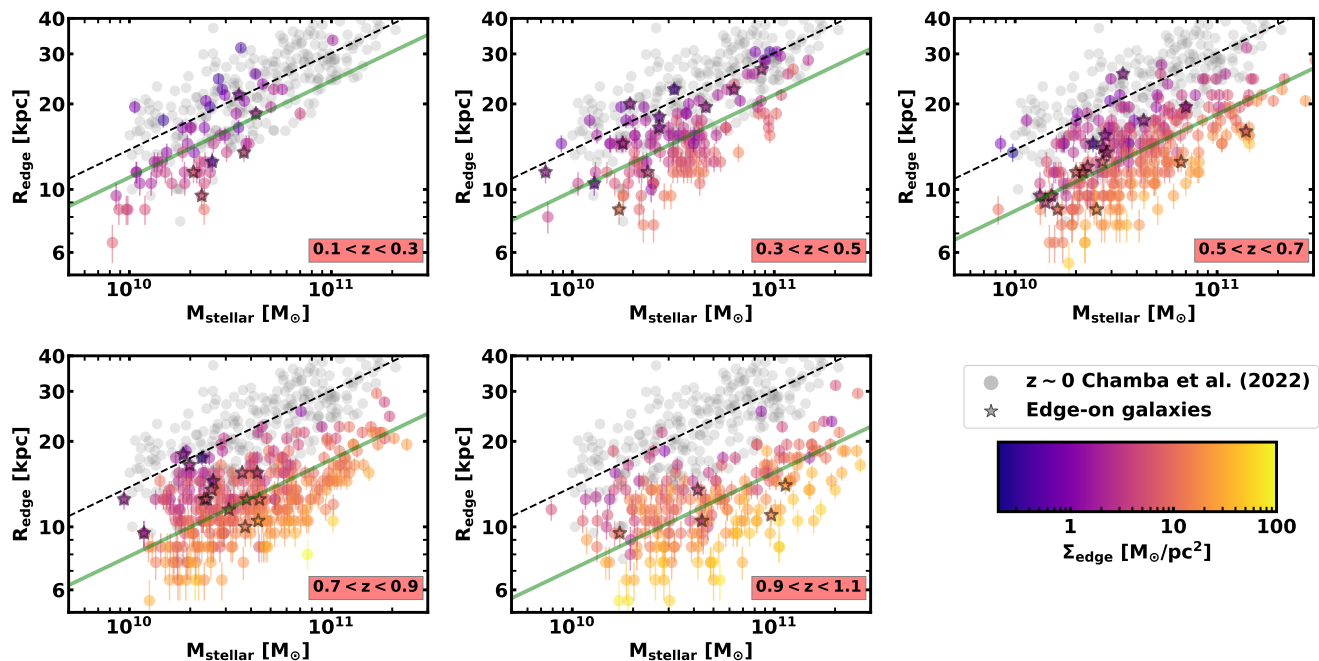 40
30
20
10
6
R_edge [kpc]
0.1 < z < 0.3
10^10
10^11
M_stellar [M_⊙]
40
30
20
10
6
R_edge [kpc]
0.3 < z < 0.5
10^10
10^11
M_stellar [M_⊙]
40
30
20
10
6
R_edge [kpc]
0.5 < z < 0.7
10^10
10^11
M_stellar [M_⊙]
40
30
20
10
6
R_edge [kpc]
0.7 < z < 0.9
10^10
10^11
M_stellar [M_⊙]
40
30
20
10
6
R_edge [kpc]
0.9 < z < 1.1
10^10
10^11
M_stellar [M_⊙]
z ~ 0 Chamba et al. (2022)
Edge-on galaxies
1
10
100
Σ_edge [M_⊙/pc^2]